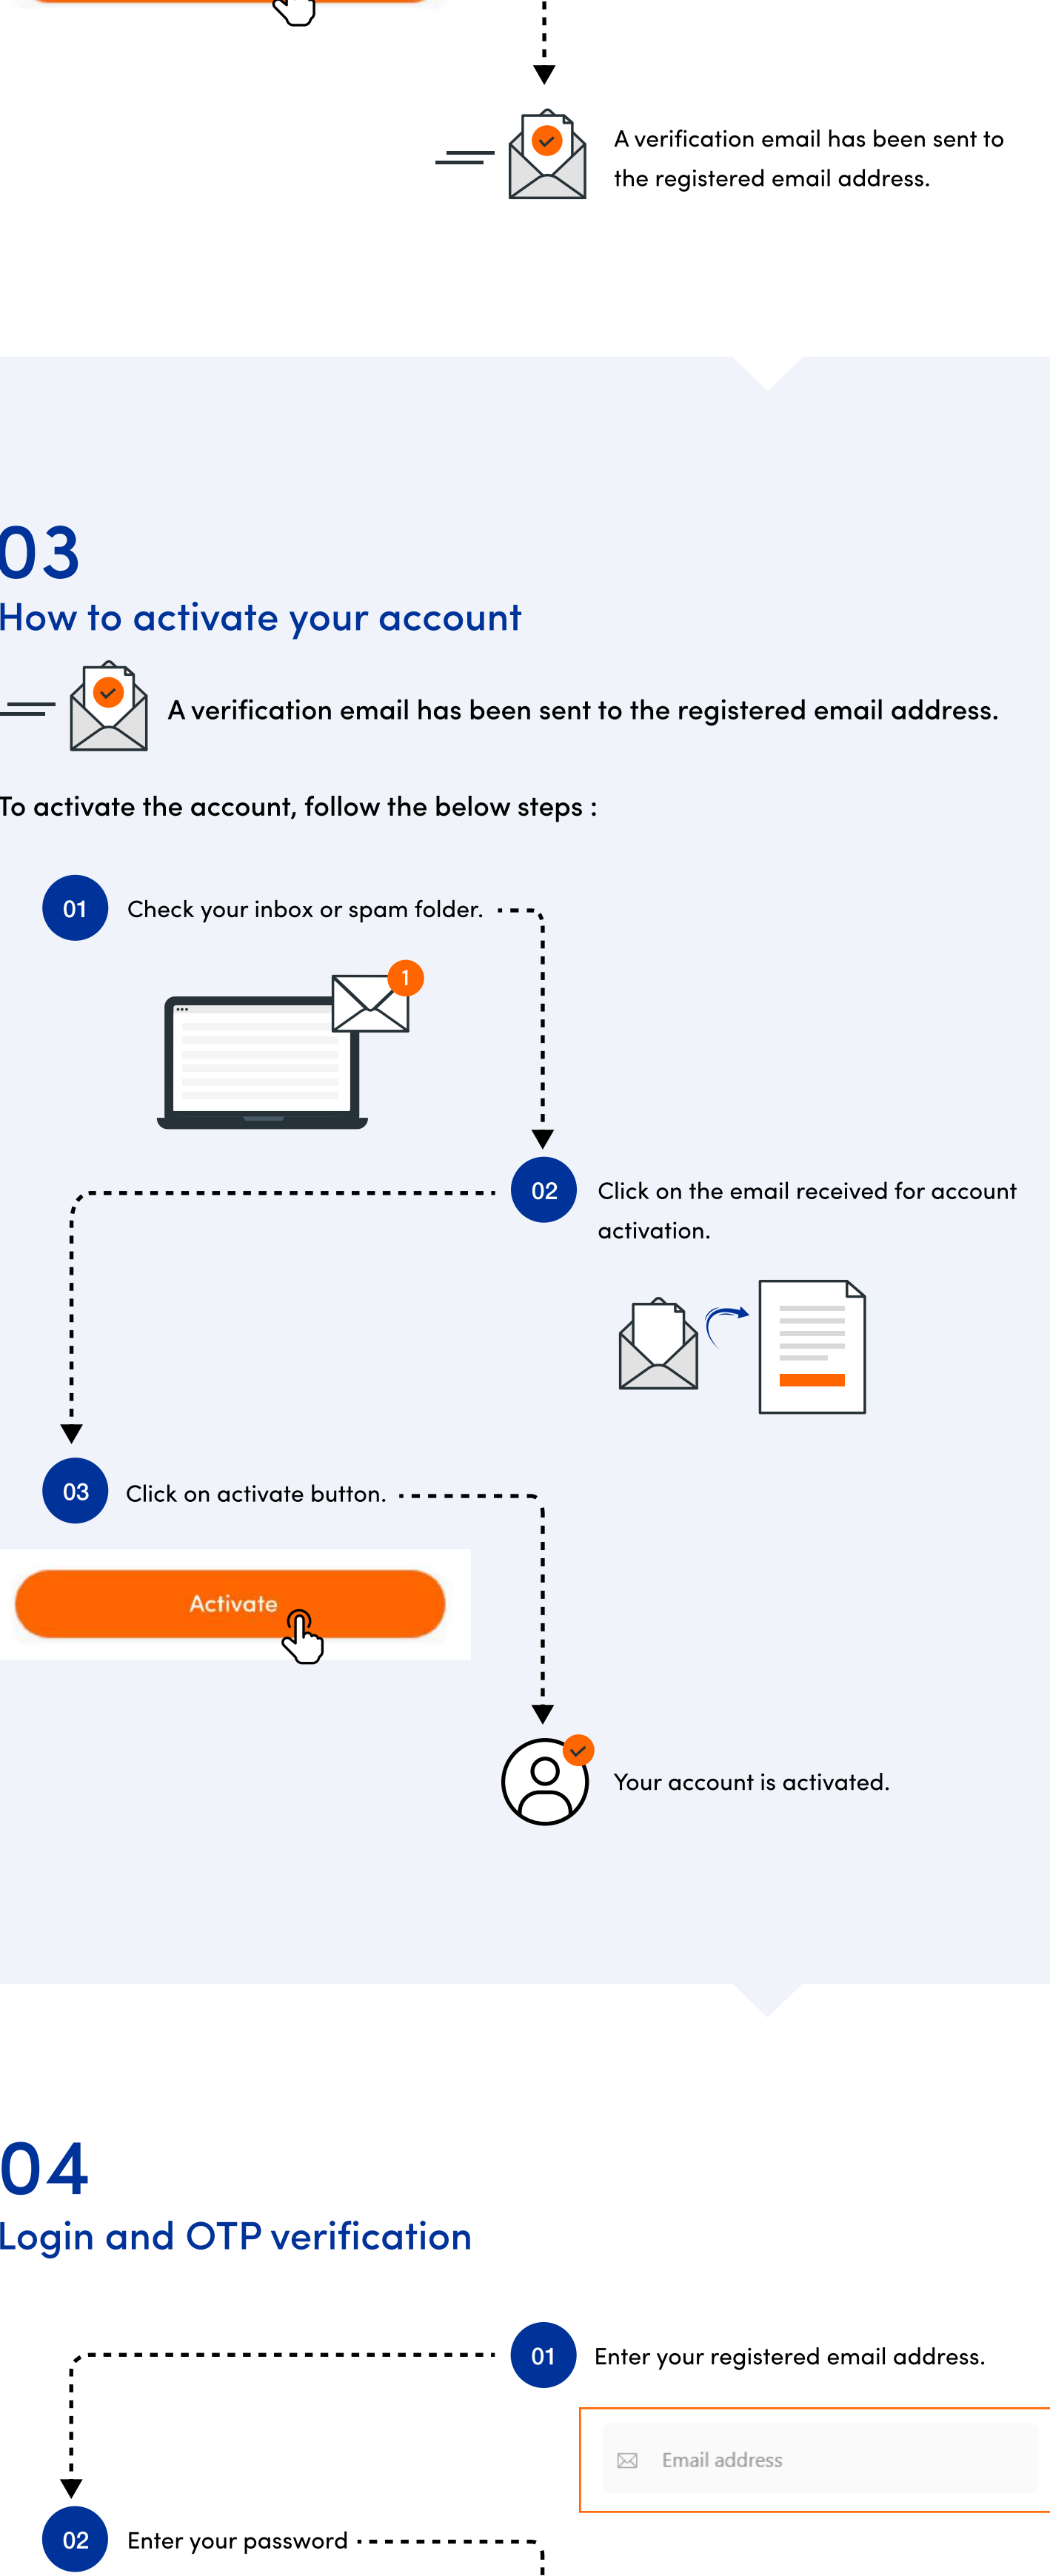 A verification email has been sent to
the registered email address.
03
How to activate your account
A verification email has been sent to the registered email address.
To activate the account, follow the below steps :
01
Check your inbox or spam folder.
1
02
Click on the email received for account
activation.
03
Click on activate button.
Activate
Your account is activated.
04
Login and OTP verification
01
Enter your registered email address.
Email address
02
Enter your password